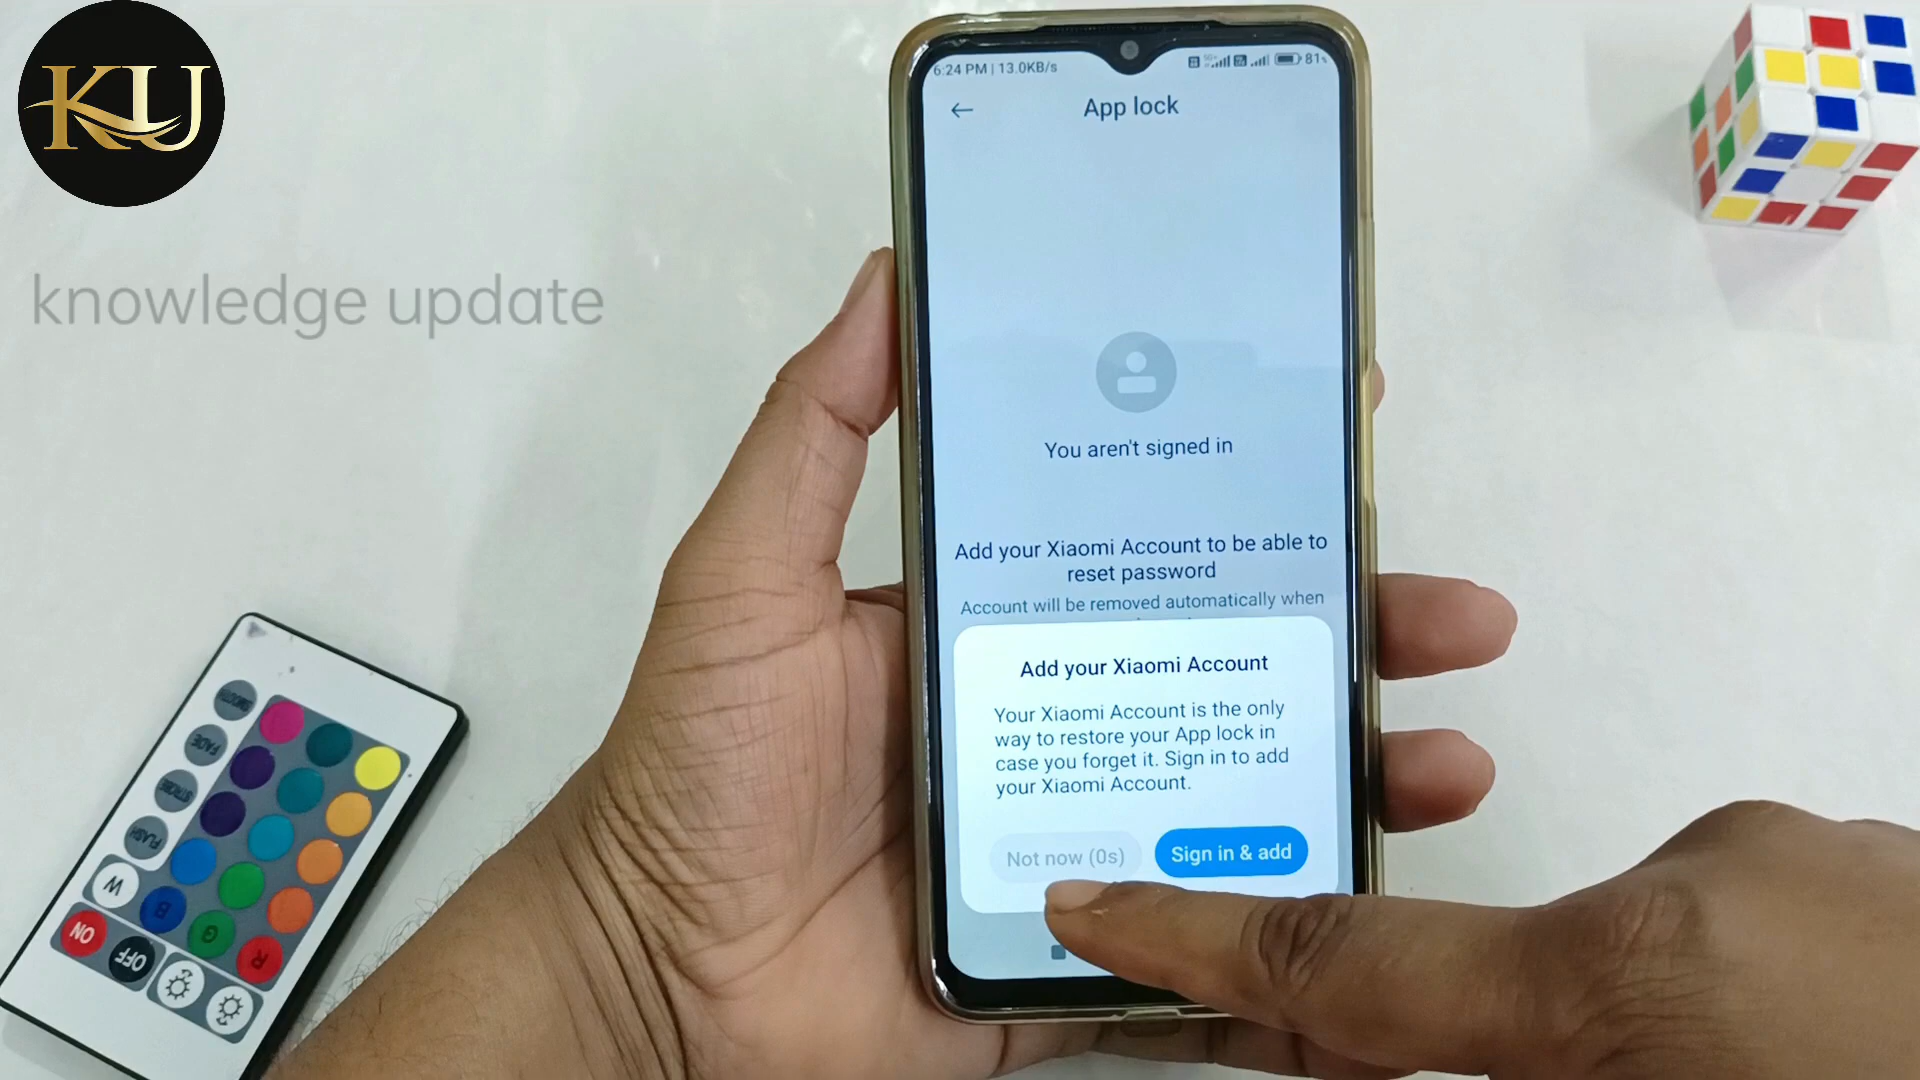 KU
knowledge update
6:24 PM | 13.0KB/s
81
App lock
You aren't signed in
Add your Xiaomi Account to be able to
reset password
Account will be removed automatically when
Add your Xiaomi Account
Your Xiaomi Account is the only
way to restore your App lock in
case you forget it. Sign in to add
your Xiaomi Account.
Not now (0s)
Sign in & add
SMOOTH
FADE
STROBE
FLASH
W
B
G
R
ON
OFF